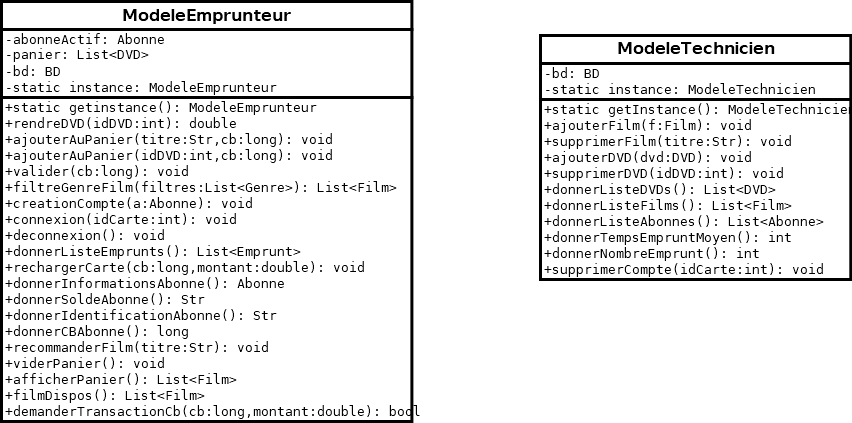 ModeleEmprunteur
-abonneActif: Abonne
-panier: List<DVD>
-bd: BD
-static instance: ModeleEmprunteur
+static getinstance(): ModeleEmprunteur
+rendreDVD(idDVD:int): double
+ajouterAuPanier(titre:Str,cb:long): void
+ajouterAuPanier(idDVD:int,cb:long): void
+valider(cb:long): void
+filtreGenreFilm(filtres:List<Genre>): List<Film>
+creationCompte(a:Abonne): void
+connexion(idCarte:int): void
+deconnexion(): void
+donnerListeEmprunts(): List<Emprunt>
+rechargerCarte(cb:long,montant:double): void
+donnerInformationsAbonne(): Abonne
+donnerSoldeAbonne(): Str
+donnerIdentificationAbonne(): Str
+donnerCBAbonne(): long
+recommanderFilm(titre:Str): void
+viderPanier(): void
+afficherPanier(): List<Film>
+filmDispos(): List<Film>
+demanderTransactionCb(cb:long,montant:double): bool
ModeleTechnicien
-bd: BD
-static instance: ModeleTechnicien
+static getInstance(): ModeleTechnicien
+ajouterFilm(f:Film): void
+supprimerFilm(titre:Str): void
+ajouterDVD(dvd:DVD): void
+supprimerDVD(idDVD:int): void
+donnerListeDVDs(): List<DVD>
+donnerListeFilms(): List<Film>
+donnerListeAbonnes(): List<Abonne>
+donnerTempsEmpruntMoyen(): int
+donnerNombreEmprunt(): int
+supprimerCompte(idCarte:int): void